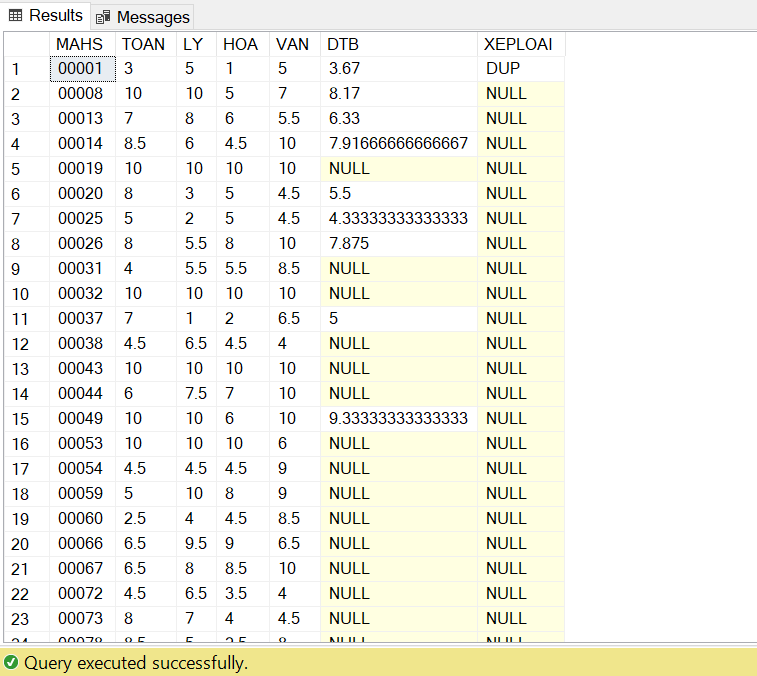 Results Messages
MAHS TOAN LY HOA VAN DTB XEPLOAI
1 00001 3 5 1 5 3.67 DUP
2 00008 10 10 5 7 8.17 NULL
3 00013 7 8 6 5.5 6.33 NULL
4 00014 8.5 6 4.5 10 7.91666666666667 NULL
5 00019 10 10 10 10 NULL NULL
6 00020 8 3 5 4.5 5.5 NULL
7 00025 5 2 5 4.5 4.33333333333333 NULL
8 00026 8 5.5 8 10 7.875 NULL
9 00031 4 5.5 5.5 8.5 NULL NULL
10 00032 10 10 10 10 NULL NULL
11 00037 7 1 2 6.5 5 NULL
12 00038 4.5 6.5 4.5 4 NULL NULL
13 00043 10 10 10 10 NULL NULL
14 00044 6 7.5 7 10 NULL NULL
15 00049 10 10 6 10 9.33333333333333 NULL
16 00053 10 10 10 6 NULL NULL
17 00054 4.5 4.5 4.5 9 NULL NULL
18 00059 5 10 8 9 NULL NULL
19 00060 2.5 4 4.5 8.5 NULL NULL
20 00066 6.5 9.5 9 6.5 NULL NULL
21 00067 6.5 8 8.5 10 NULL NULL
22 00072 4.5 6.5 3.5 4 NULL NULL
23 00073 8 7 4 4.5 NULL NULL
Query executed successfully.